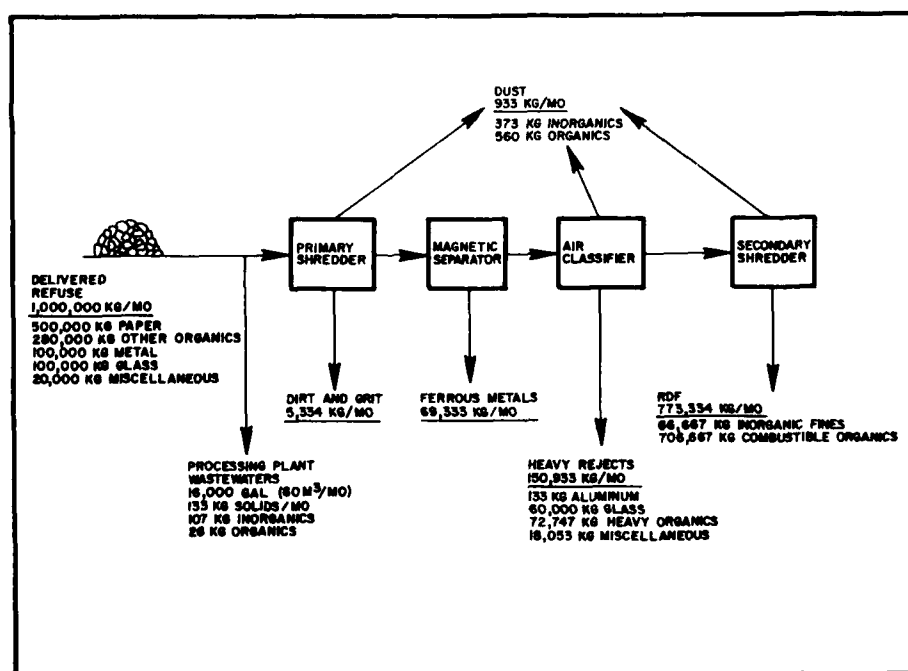 DUST
933 KG/MO
373 KG INORGANICS
560 KG ORGANICS
PRIMARY
SHREDDER
MAGNETIC
SEPARATOR
AIR
CLASSIFIER
SECONDARY
SHREDDER
DELIVERED
REFUSE
1,000,000 KG/MO
500,000 KG PAPER
280,000 KG OTHER ORGANICS
100,000 KG METAL
100,000 KG GLASS
20,000 KG MISCELLANEOUS
DIRT AND GRIT
5,334 KG/MO
FERROUS METALS
69,333 KG/MO
RDF
773,334 KG/MO
66,667 KG INORGANIC FINES
706,667 KG COMBUSTIBLE ORGANICS
PROCESSING PLANT
WASTEWATERS
16,000 GAL (60 M³/MO)
133 KG SOLIDS/MO
107 KG INORGANICS
26 KG ORGANICS
HEAVY REJECTS
150,933 KG/MO
133 KG ALUMINUM
60,000 KG GLASS
72,747 KG HEAVY ORGANICS
18,053 KG MISCELLANEOUS